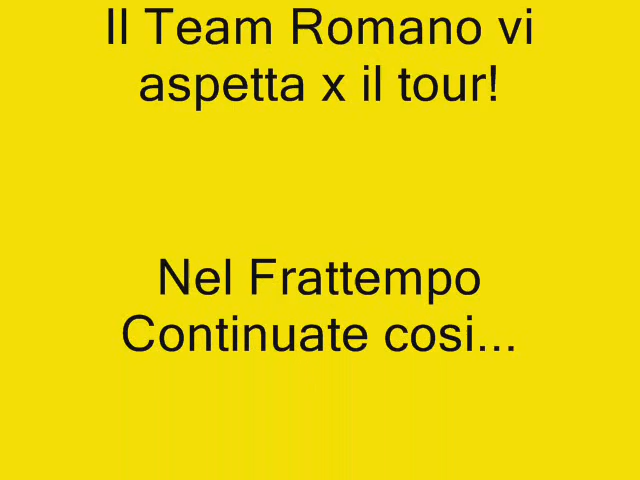 Il Team Romano vi
aspetta x il tour!
Nel Frattempo
Continuate cosi...